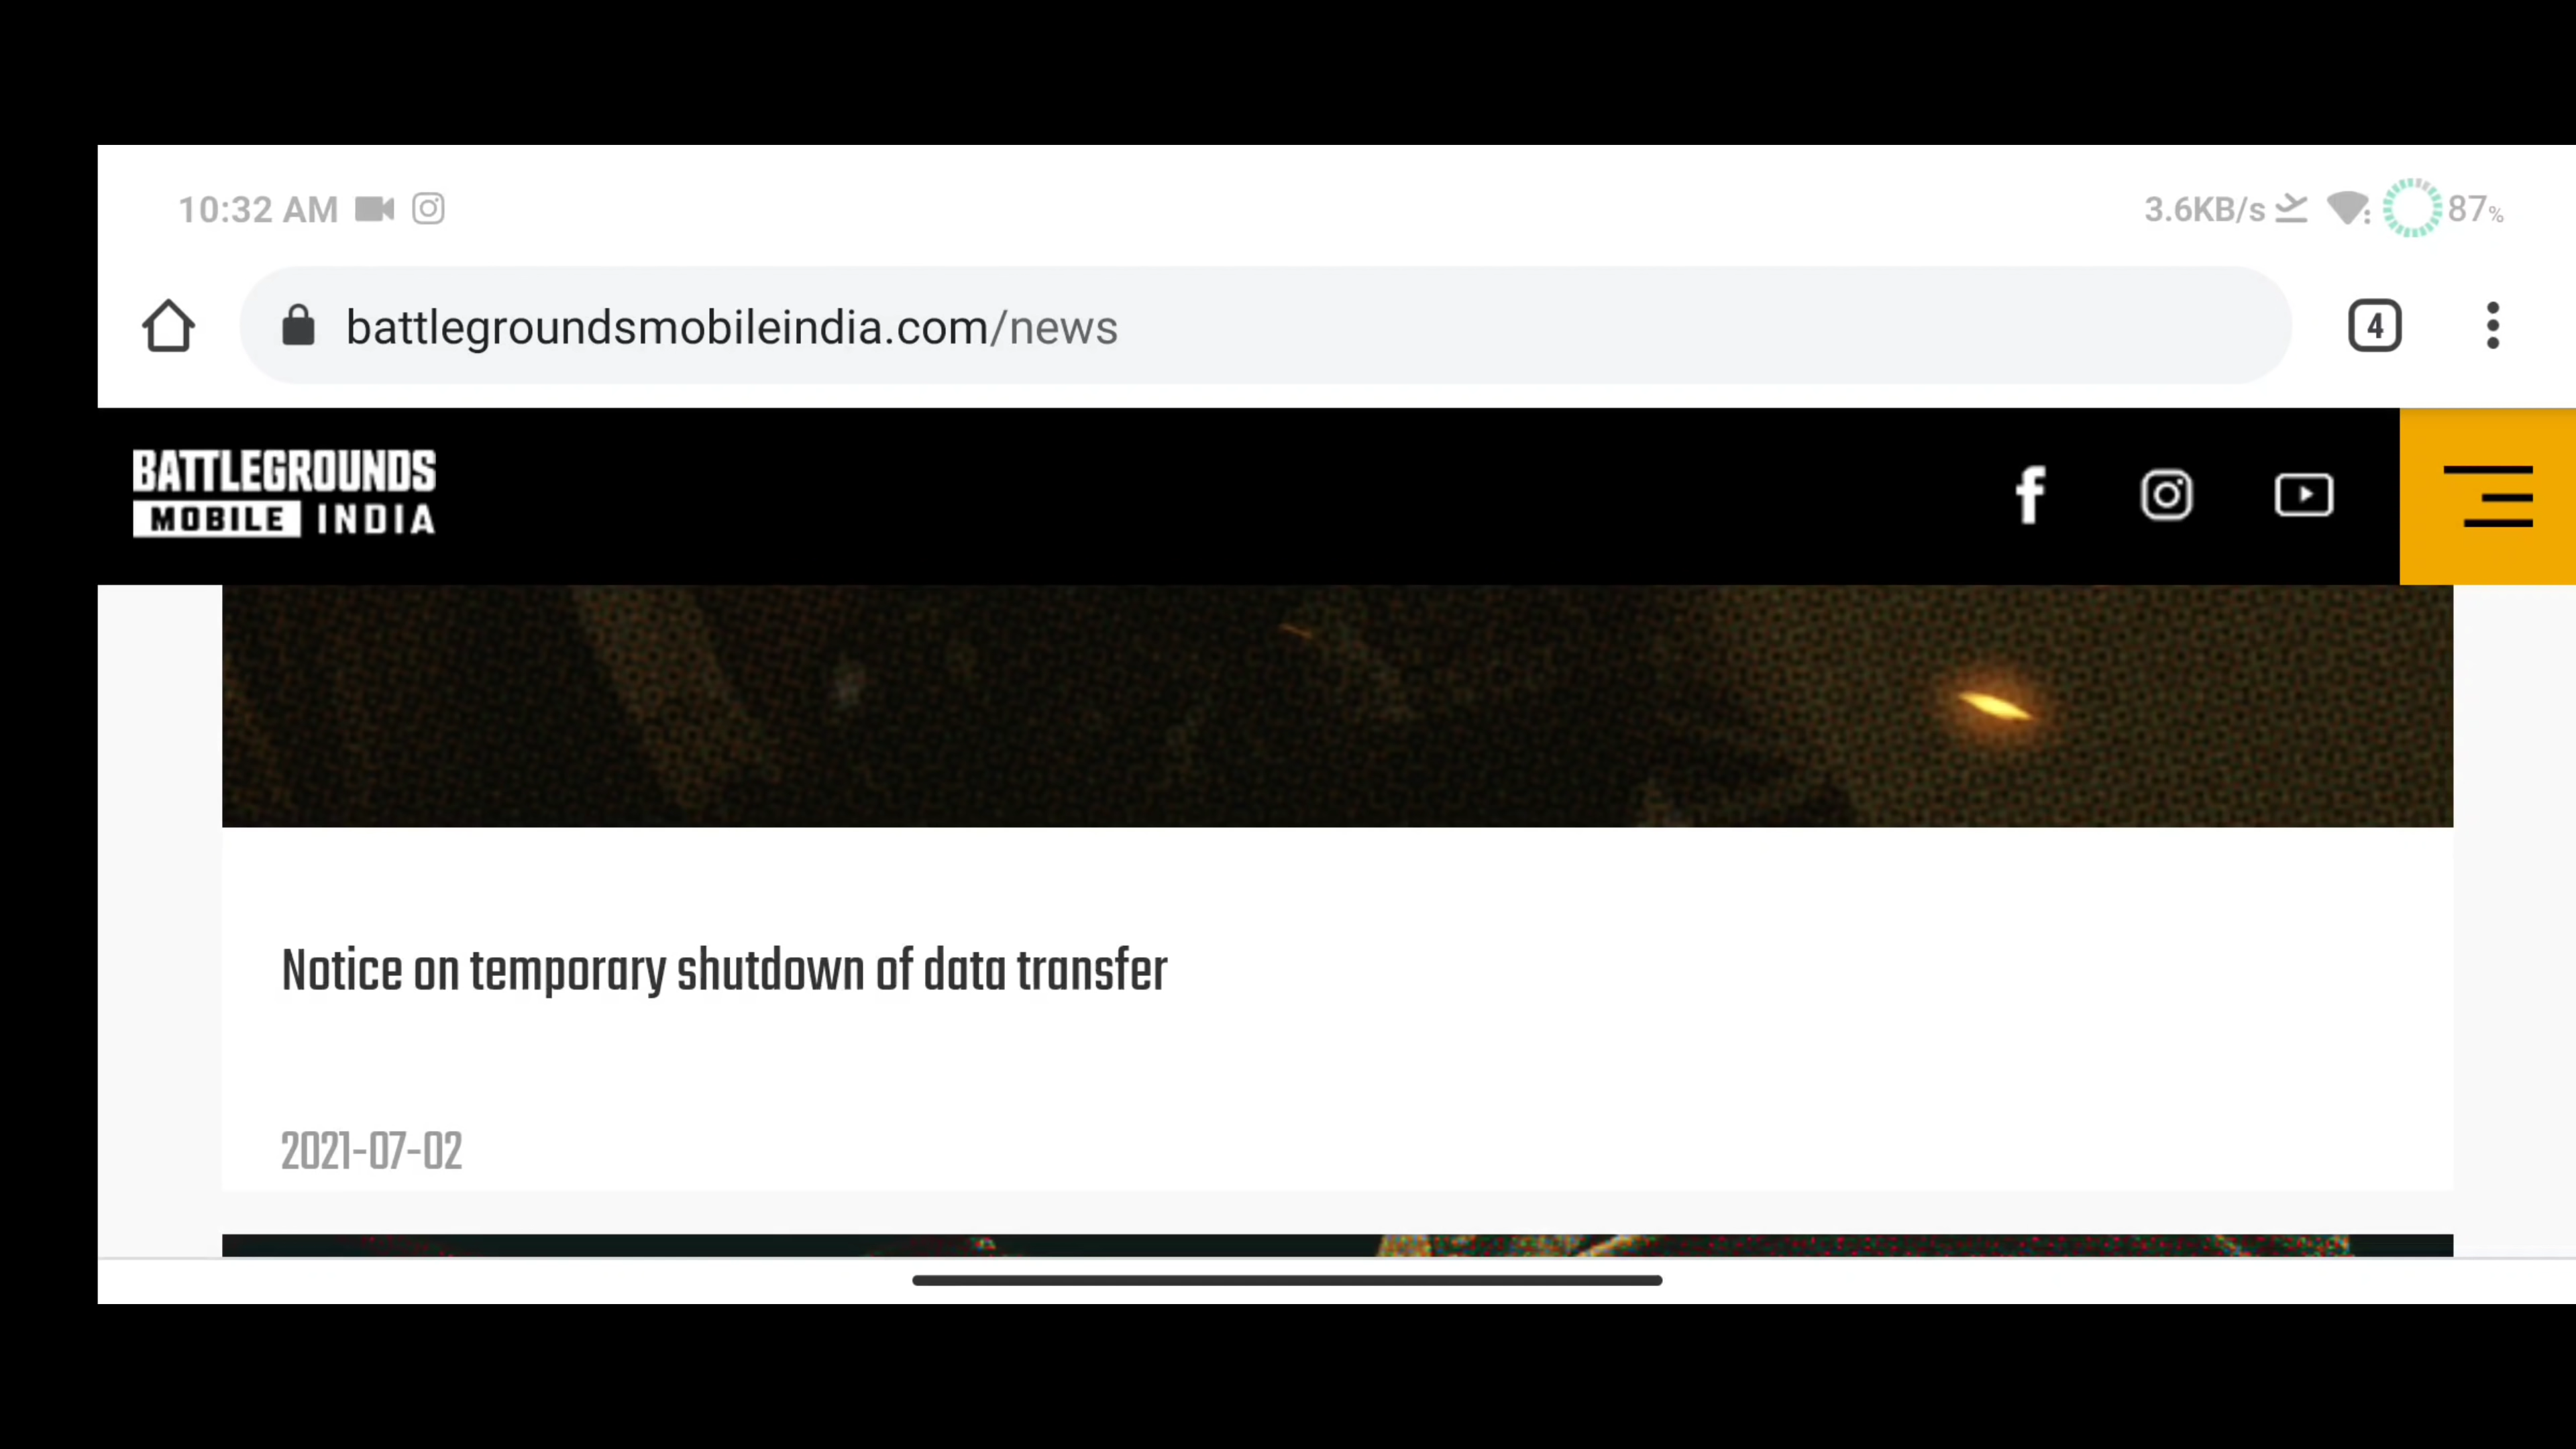 10:32 AM
3.6KB/s 87%
battlegroundsmobileindia.com/news
4
BATTLEGROUNDS
MOBILE INDIA
Notice on temporary shutdown of data transfer
2021-07-02